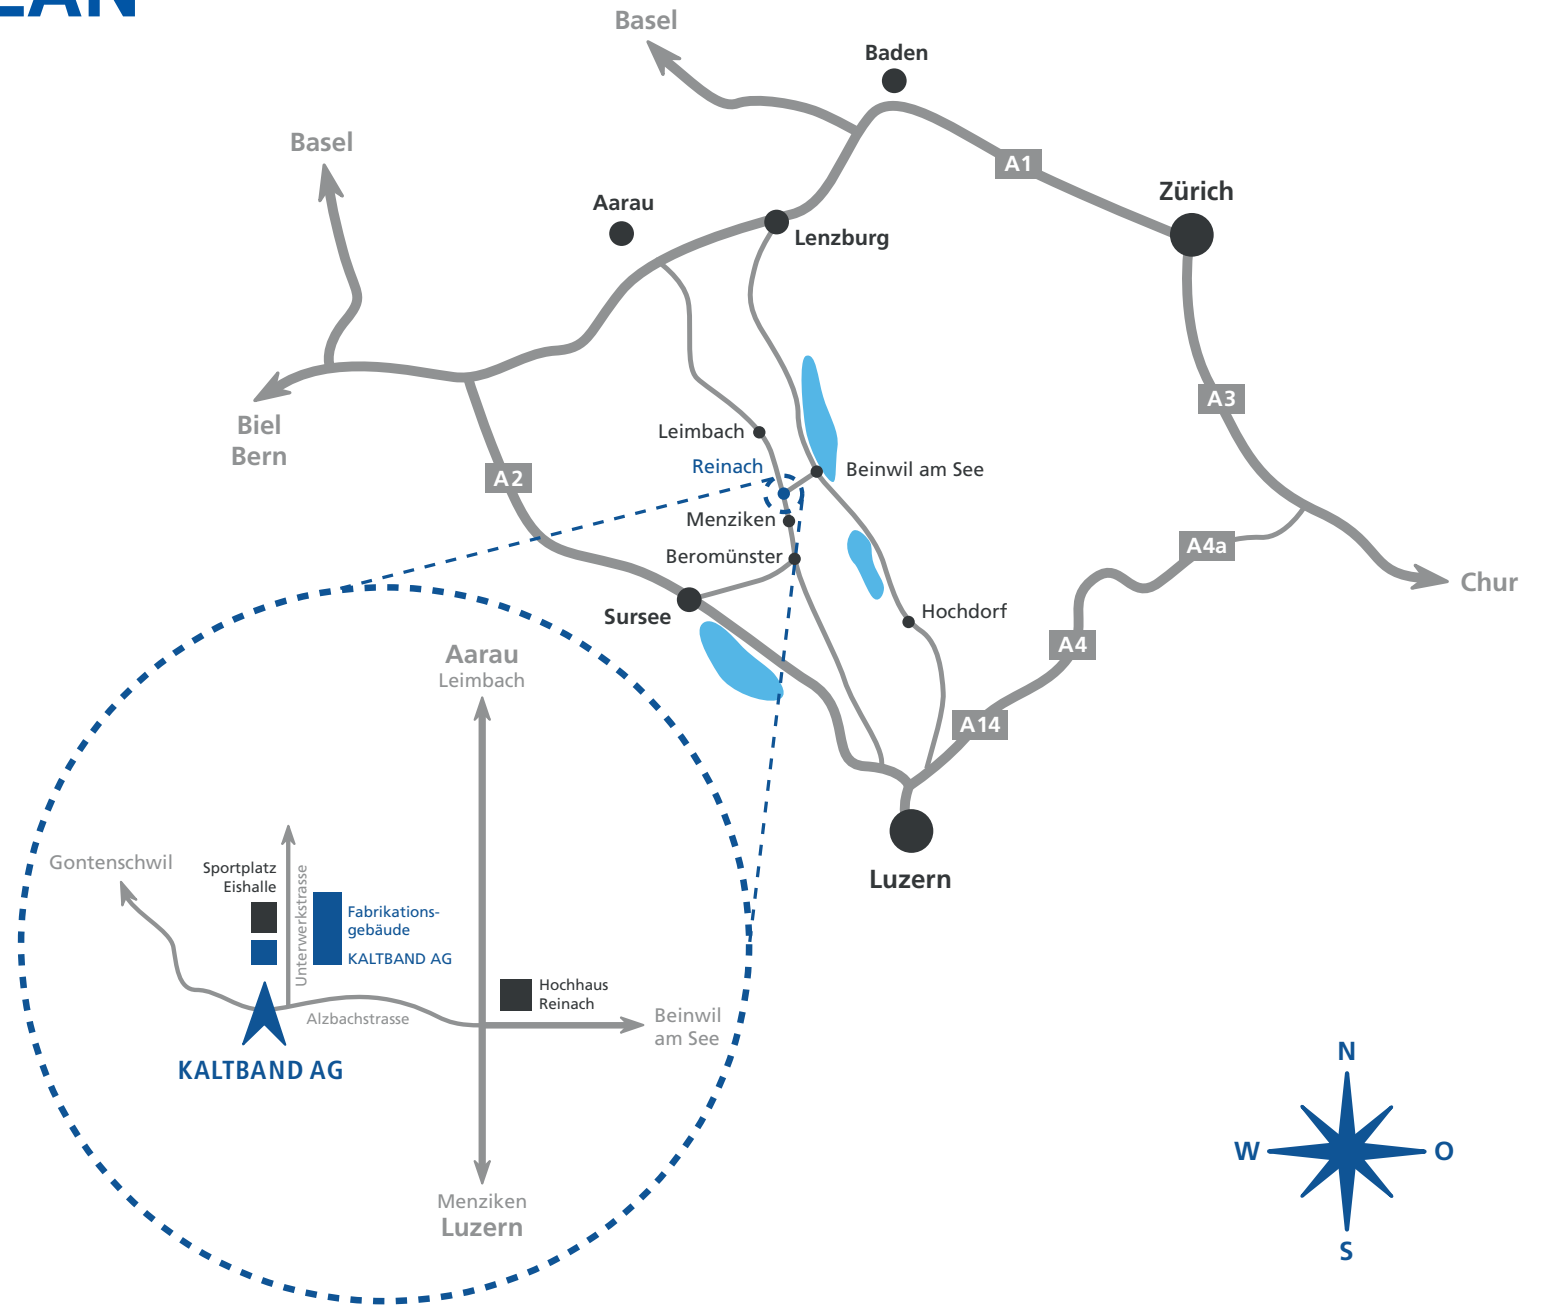 Basel
Baden
Basel
A1
Zürich
Aarau
Lenzburg
A3
Biel
Bern
Leimbach
Reinach
Beinwil am See
A2
Menziken
A4a
Beromünster
Chur
Sursee
Hochdorf
A4
A14
Luzern
Aarau
Leimbach
Gontenschwil
Sportplatz
Eishalle
Unterwerkstrasse
Fabrikations-
gebäude
KALTBAND AG
Hochhaus
Reinach
Alzbachstrasse
Beinwil
am See
KALTBAND AG
Menziken
Luzern
N
W
O
S